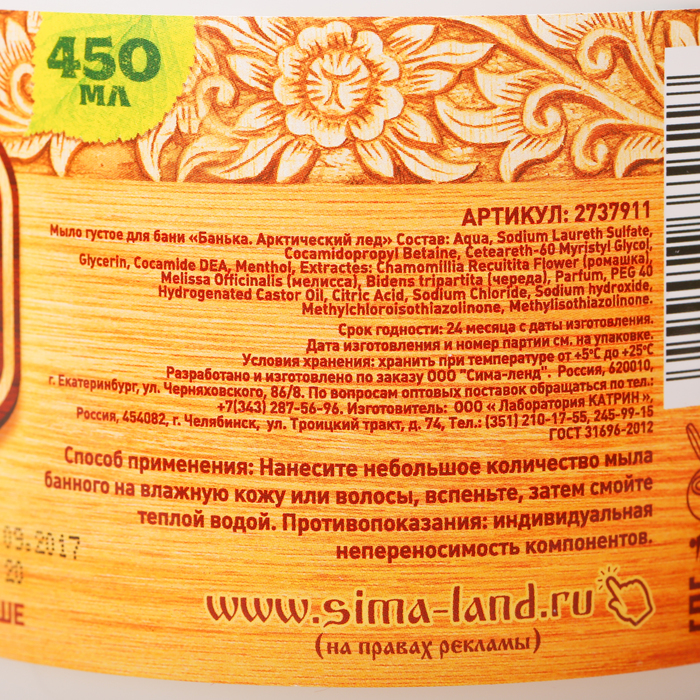 450
МЛ
АРТИКУЛ: 2737911
Мыло густое для бани «Банька. Арктический лед» Состав: Aqua, Sodium Laureth Sulfate,
Cocamidopropyl Betaine, Ceteareth-60 Myristyl Glycol,
Glycerin, Cocamide DEA, Menthol, Extractes: Chamomillia Recuitita Flower (ромашка),
Melissa Officinalis (мелисса), Bidens tripartita (череда), Parfum, PEG 40
Hydrogenated Castor Oil, Citric Acid, Sodium Chloride, Sodium hydroxide,
Methylchloroisothiazolinone, Methylisothiazolinone.
Срок годности: 24 месяца с даты изготовления.
Дата изготовления и номер партии см. на упаковке.
Условия хранения: хранить при температуре от +5°С до +25°С
Разработано и изготовлено по заказу ООО "Сима-ленд". Россия, 620010,
г. Екатеринбург, ул. Черняховского, 86/8. По вопросам оптовых поставок обращаться по тел.:
+7(343) 287-56-96. Изготовитель: ООО « Лаборатория КАТРИН »,
Россия, 454082, г. Челябинск, ул. Троицкий тракт, д. 74, Тел.: (351) 210-17-55, 245-99-15
ГОСТ 31696-2012
Способ применения: Нанесите небольшое количество мыла
банного на влажную кожу или волосы, вспеньте, затем смойте
теплой водой. Противопоказания: индивидуальная
непереносимость компонентов.
09.2017
20
ШЕ
www.sima-land.ru
(на правах рекламы)